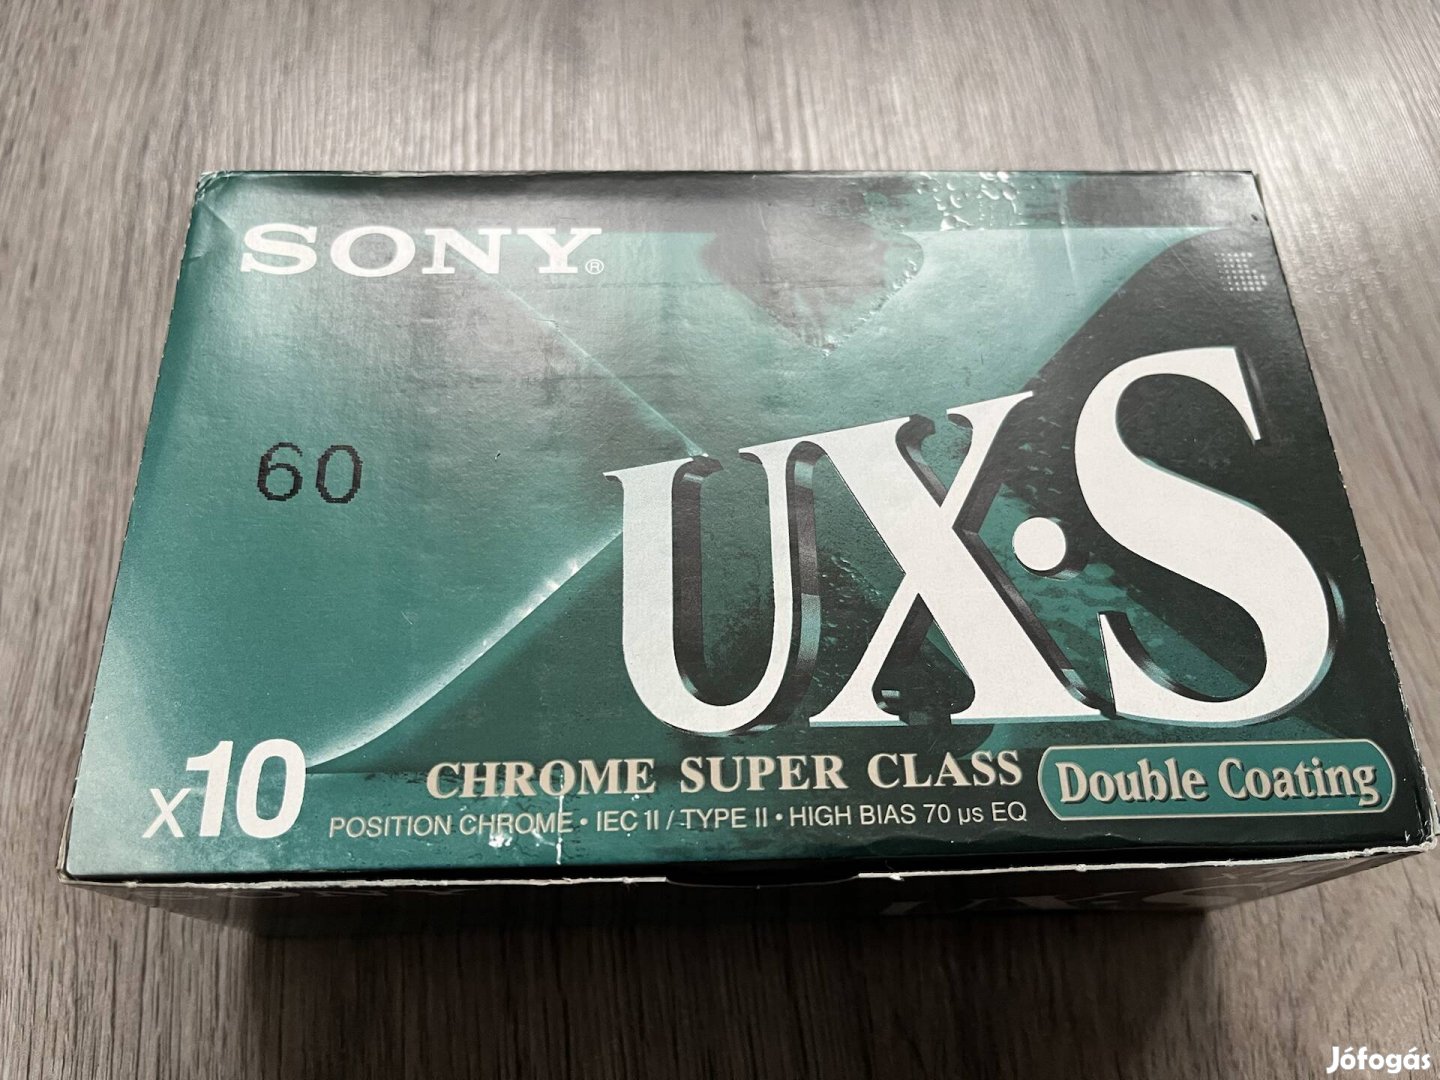 SONY®
60
UX·S
x10
CHROME SUPER CLASS
Double Coating
POSITION CHROME · IEC II / TYPE II · HIGH BIAS 70 µs EQ
Jófogás